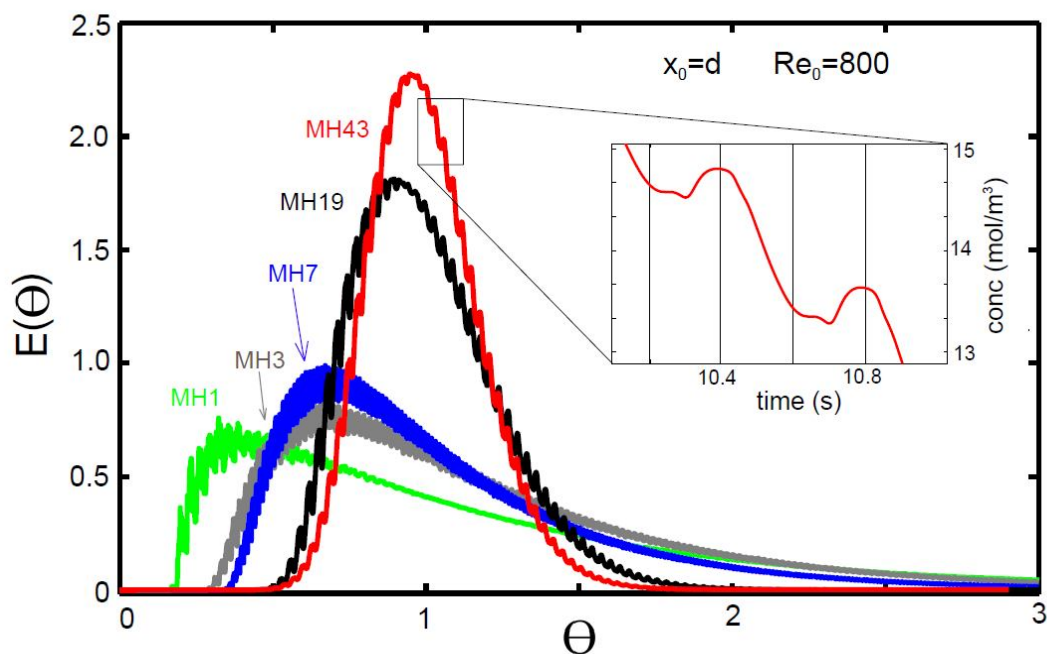 2.5
x₀=d Re₀=800
2.0
MH43
15
MH19
14
conc (mol/m³)
1.5
MH7
13
E(Θ)
10.4 10.8
1.0
MH3
time (s)
MH1
0.5
0
0 1 2 3
Θ